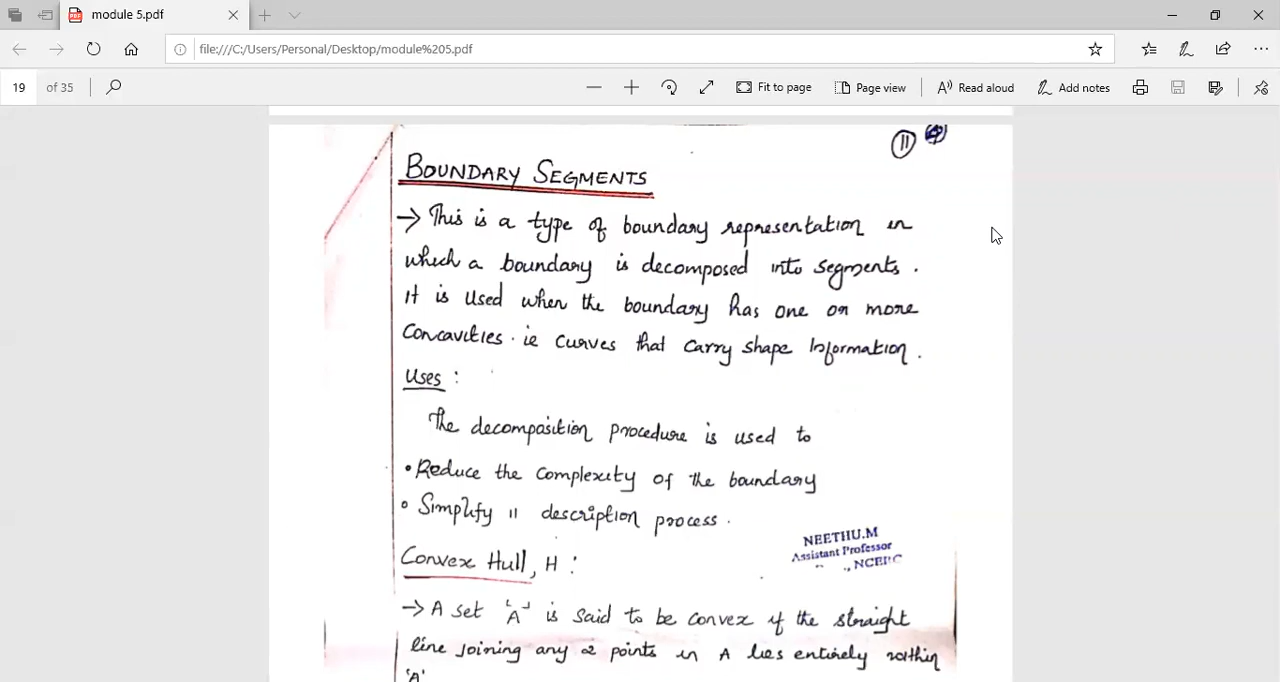 module 5.pdf
file:///C:/Users/Personal/Desktop/module%205.pdf
19 of 35
Fit to page
Page view
Read aloud
Add notes
11
BOUNDARY SEGMENTS
→ This is a type of boundary representation in
which a boundary is decomposed into segments.
It is used when the boundary has one or more
Concavities. ie curves that carry shape Information.
Uses :
The decomposition procedure is used to
• Reduce the complexity of the boundary
• Simplify " description process.
NEETHU.M
Assistant Professor
, NCERC
Convex Hull, H :
→ A set 'A' is said to be convex if the straight
line joining any 2 points in A lies entirely within
'A'